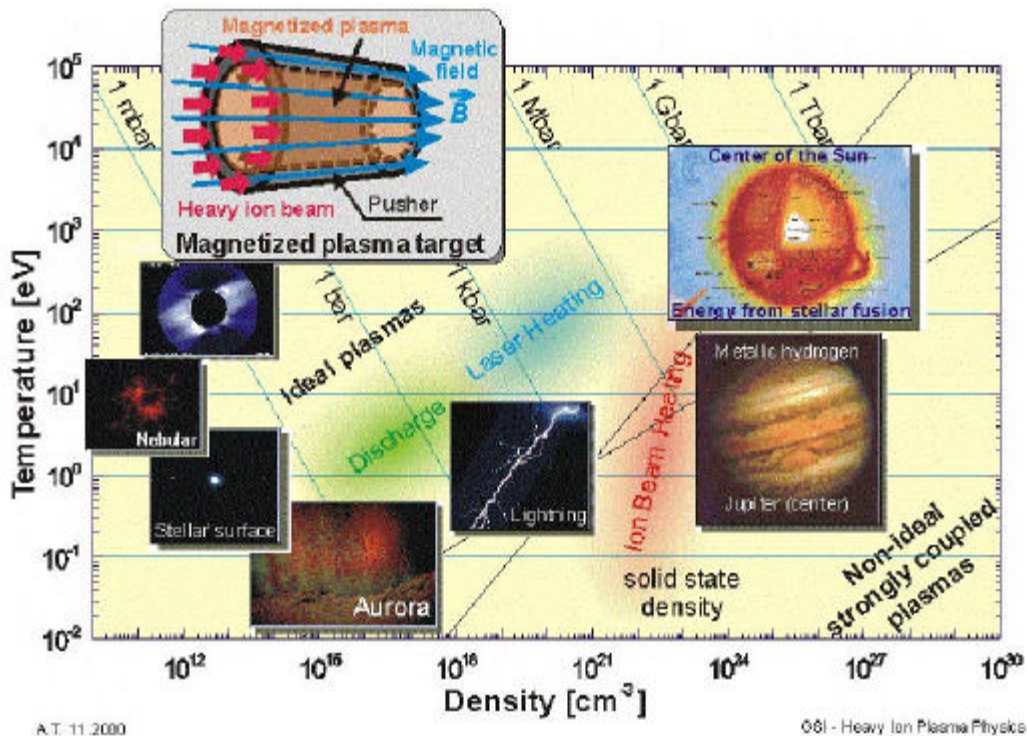 Magnetized plasma
Magnetic
field
B
Heavy ion beam
Pusher
Magnetized plasma target
10⁵
10⁴
10³
10²
10¹
10⁰
10⁻¹
10⁻²
Temperature [eV]
1 mbar
1 bar
1 kbar
1 Mbar
1 Gbar
1 Tbar
Center of the Sun
Energy from stellar fusion
Ideal plasmas
Laser Heating
Discharge
Ion Beam Heating
Metallic hydrogen
Jupiter (center)
Nebular
Stellar surface
Aurora
Lightning
solid state
density
Non-ideal
strongly coupled
plasmas
10¹²
10¹⁵
10¹⁸
10²¹
10²⁴
10²⁷
10³⁰
Density [cm⁻³]
A.T. 11.2000
GSI - Heavy Ion Plasma Physics